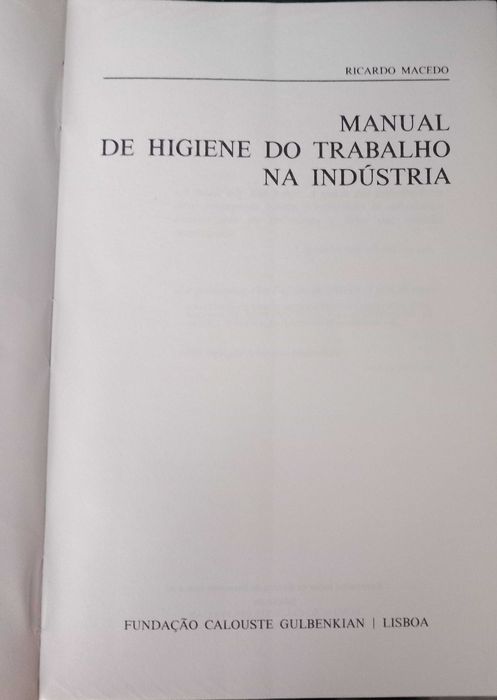 RICARDO MACEDO
MANUAL
DE HIGIENE DO TRABALHO
NA INDÚSTRIA
FUNDAÇÃO CALOUSTE GULBENKIAN | LISBOA